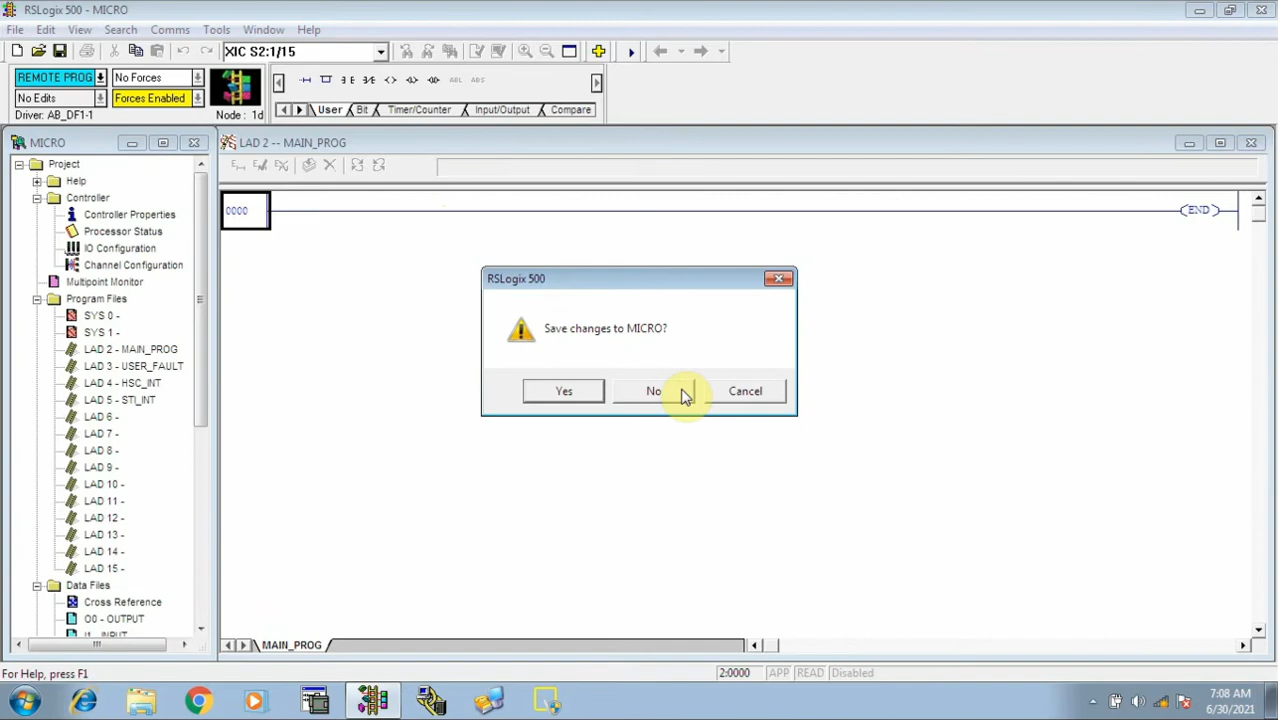 RSLogix 500 - MICRO
File Edit View Search Comms Tools Window Help
XIC S2:1/15
REMOTE PROG No Forces
No Edits Forces Enabled
Driver: AB_DF1-1 Node : 1d
ABL ABS
User Bit Timer/Counter Input/Output Compare
MICRO
Project
Help
Controller
Controller Properties
Processor Status
IO Configuration
Channel Configuration
Multipoint Monitor
Program Files
SYS 0 -
SYS 1 -
LAD 2 - MAIN_PROG
LAD 3 - USER_FAULT
LAD 4 - HSC_INT
LAD 5 - STI_INT
LAD 6 -
LAD 7 -
LAD 8 -
LAD 9 -
LAD 10 -
LAD 11 -
LAD 12 -
LAD 13 -
LAD 14 -
LAD 15 -
Data Files
Cross Reference
O0 - OUTPUT
I1 - INPUT
LAD 2 -- MAIN_PROG
0000
END
RSLogix 500
Save changes to MICRO?
Yes No Cancel
MAIN_PROG
For Help, press F1
2:0000 APP READ Disabled
7:08 AM
6/30/2021